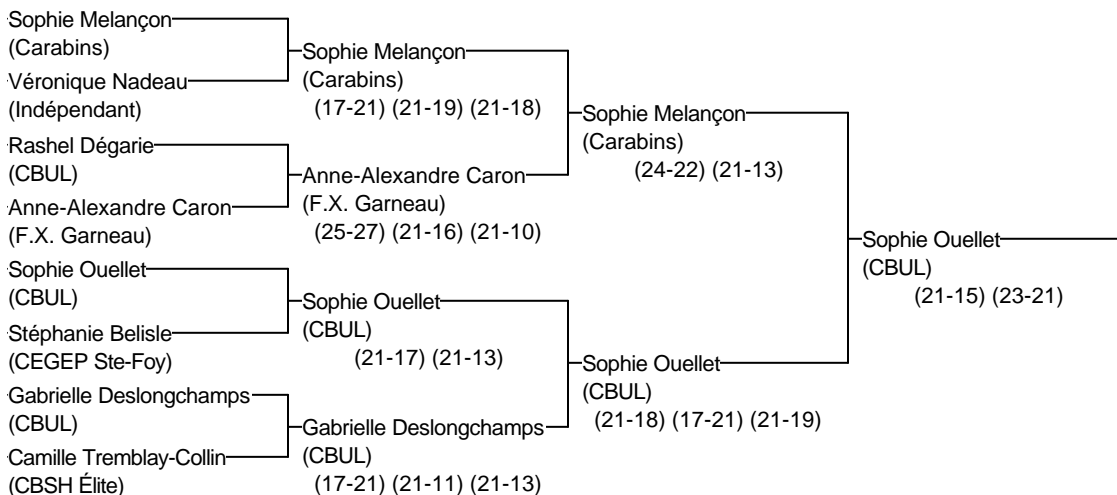 Sophie Melançon
(Carabins)
Véronique Nadeau
(Indépendant)
Rashel Dégarie
(CBUL)
Anne-Alexandre Caron
(F.X. Garneau)
Sophie Ouellet
(CBUL)
Stéphanie Belisle
(CEGEP Ste-Foy)
Gabrielle Deslongchamps
(CBUL)
Camille Tremblay-Collin
(CBSH Élite)
Sophie Melançon
(Carabins)
(17-21) (21-19) (21-18)
Anne-Alexandre Caron
(F.X. Garneau)
(25-27) (21-16) (21-10)
Sophie Ouellet
(CBUL)
(21-17) (21-13)
Gabrielle Deslongchamps
(CBUL)
(17-21) (21-11) (21-13)
Sophie Melançon
(Carabins)
(24-22) (21-13)
Sophie Ouellet
(CBUL)
(21-18) (17-21) (21-19)
Sophie Ouellet
(CBUL)
(21-15) (23-21)